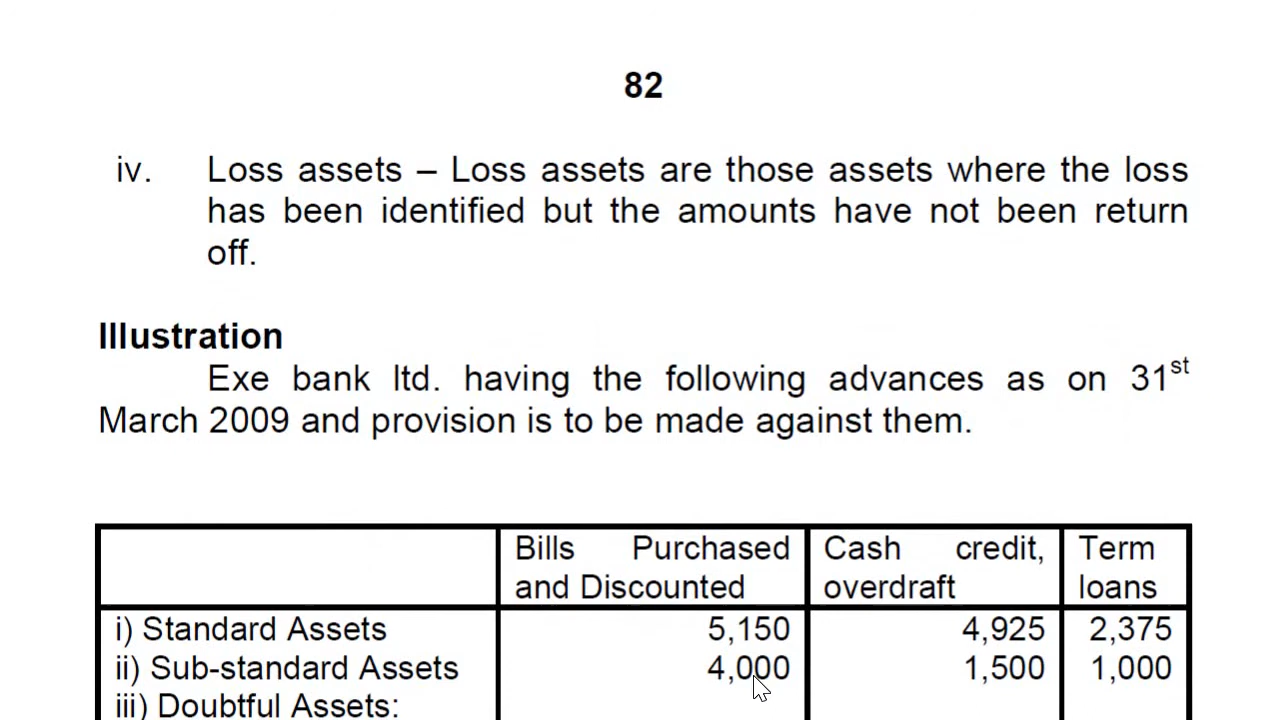 82
iv. Loss assets – Loss assets are those assets where the loss
has been identified but the amounts have not been return
off.
Illustration
Exe bank ltd. having the following advances as on 31st
March 2009 and provision is to be made against them.
Bills Purchased Cash credit, Term
and Discounted overdraft loans
i) Standard Assets 5,150 4,925 2,375
ii) Sub-standard Assets 4,000 1,500 1,000
iii) Doubtful Assets: